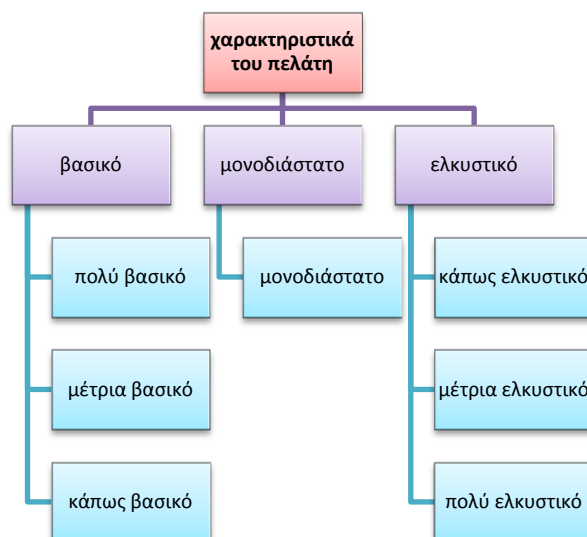 χαρακτηριστικά
του πελάτη
βασικό
μονοδιάστατο
ελκυστικό
πολύ βασικό
μονοδιάστατο
κάπως ελκυστικό
μέτρια βασικό
μέτρια ελκυστικό
κάπως βασικό
πολύ ελκυστικό